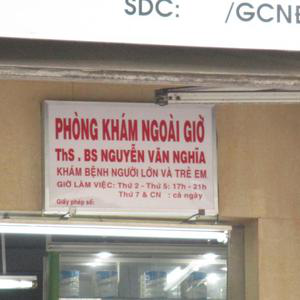 SDC: /GCNĐ
PHÒNG KHÁM NGOÀI GIỜ
ThS . BS NGUYỄN VĂN NGHĨA
KHÁM BỆNH NGƯỜI LỚN VÀ TRẺ EM
GIỜ LÀM VIỆC: Thứ 2 - Thứ 5: 17h - 21h
Thứ 7 & CN : cả ngày
Giấy phép số: